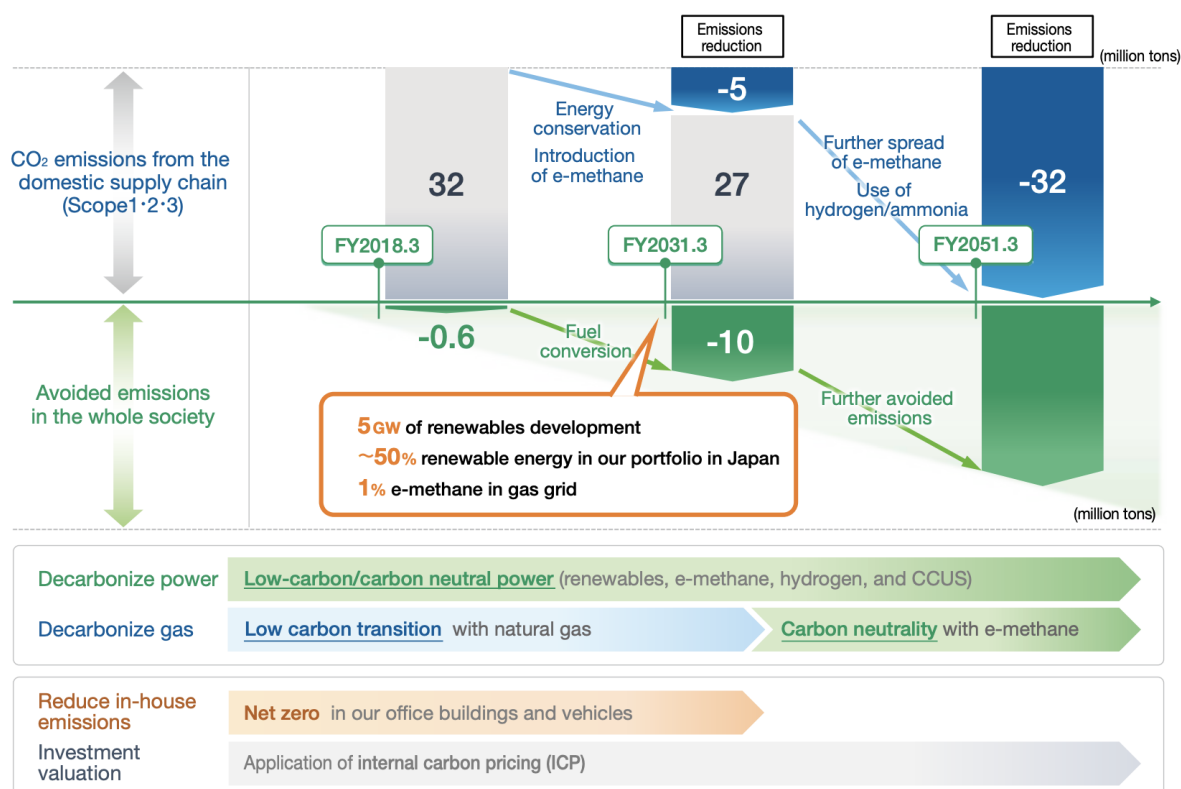 Emissions
reduction
Emissions
reduction
(million tons)
-5
Energy
conservation
Introduction
of e-methane
Further spread
of e-methane
Use of
hydrogen/ammonia
CO₂ emissions from the
domestic supply chain
(Scope1･2･3)
32
27
-32
FY2018.3
FY2031.3
FY2051.3
-0.6
Fuel
conversion
-10
Avoided emissions
in the whole society
Further avoided
emissions
5GW of renewables development
~50% renewable energy in our portfolio in Japan
1% e-methane in gas grid
(million tons)
Decarbonize power
Low-carbon/carbon neutral power (renewables, e-methane, hydrogen, and CCUS)
Decarbonize gas
Low carbon transition with natural gas
Carbon neutrality with e-methane
Reduce in-house
emissions
Net zero in our office buildings and vehicles
Investment
valuation
Application of internal carbon pricing (ICP)